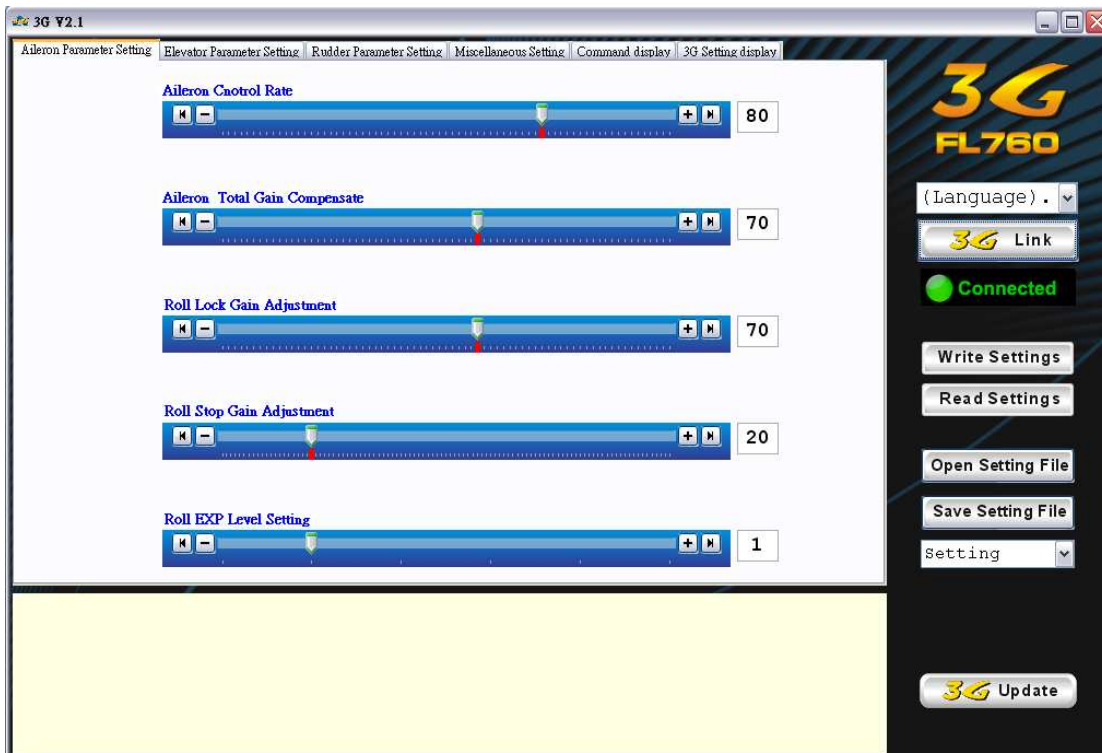 3G V2.1
Aileron Parameter Setting Elevator Parameter Setting Rudder Parameter Setting Miscellaneous Setting Command display 3G Setting display
Aileron Cnotrol Rate
80
Aileron Total Gain Compensate
70
Roll Lock Gain Adjustment
70
Roll Stop Gain Adjustment
20
Roll EXP Level Setting
1
3G
FL760
(Language).
3G Link
Connected
Write Settings
Read Settings
Open Setting File
Save Setting File
Setting
3G Update